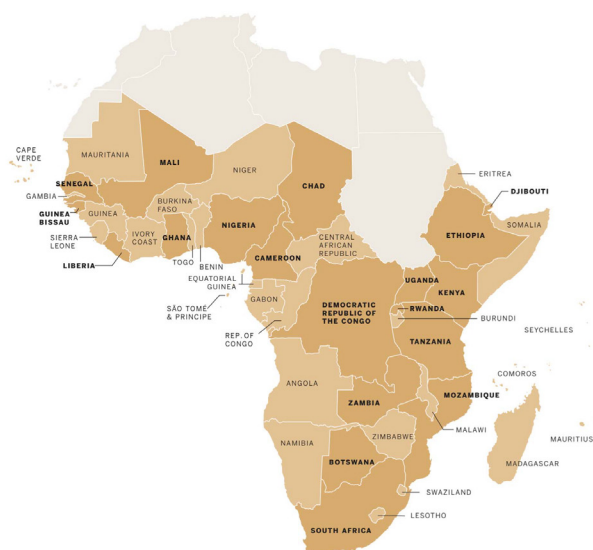 CAPE
VERDE
MAURITANIA
MALI
NIGER
CHAD
ERITREA
SENEGAL
DJIBOUTI
GAMBIA
BURKINA
FASO
GUINEA
BISSAU
GUINEA
NIGERIA
SOMALIA
SIERRA
LEONE
IVORY
COAST
GHANA
CENTRAL
AFRICAN
REPUBLIC
ETHIOPIA
LIBERIA
TOGO
BENIN
CAMEROON
EQUATORIAL
GUINEA
UGANDA
KENYA
GABON
SÃO TOMÉ
& PRINCIPE
DEMOCRATIC
REPUBLIC OF
THE CONGO
RWANDA
BURUNDI
REP. OF
CONGO
SEYCHELLES
TANZANIA
COMOROS
ANGOLA
ZAMBIA
MOZAMBIQUE
MALAWI
NAMIBIA
ZIMBABWE
MAURITIUS
BOTSWANA
MADAGASCAR
SWAZILAND
LESOTHO
SOUTH AFRICA